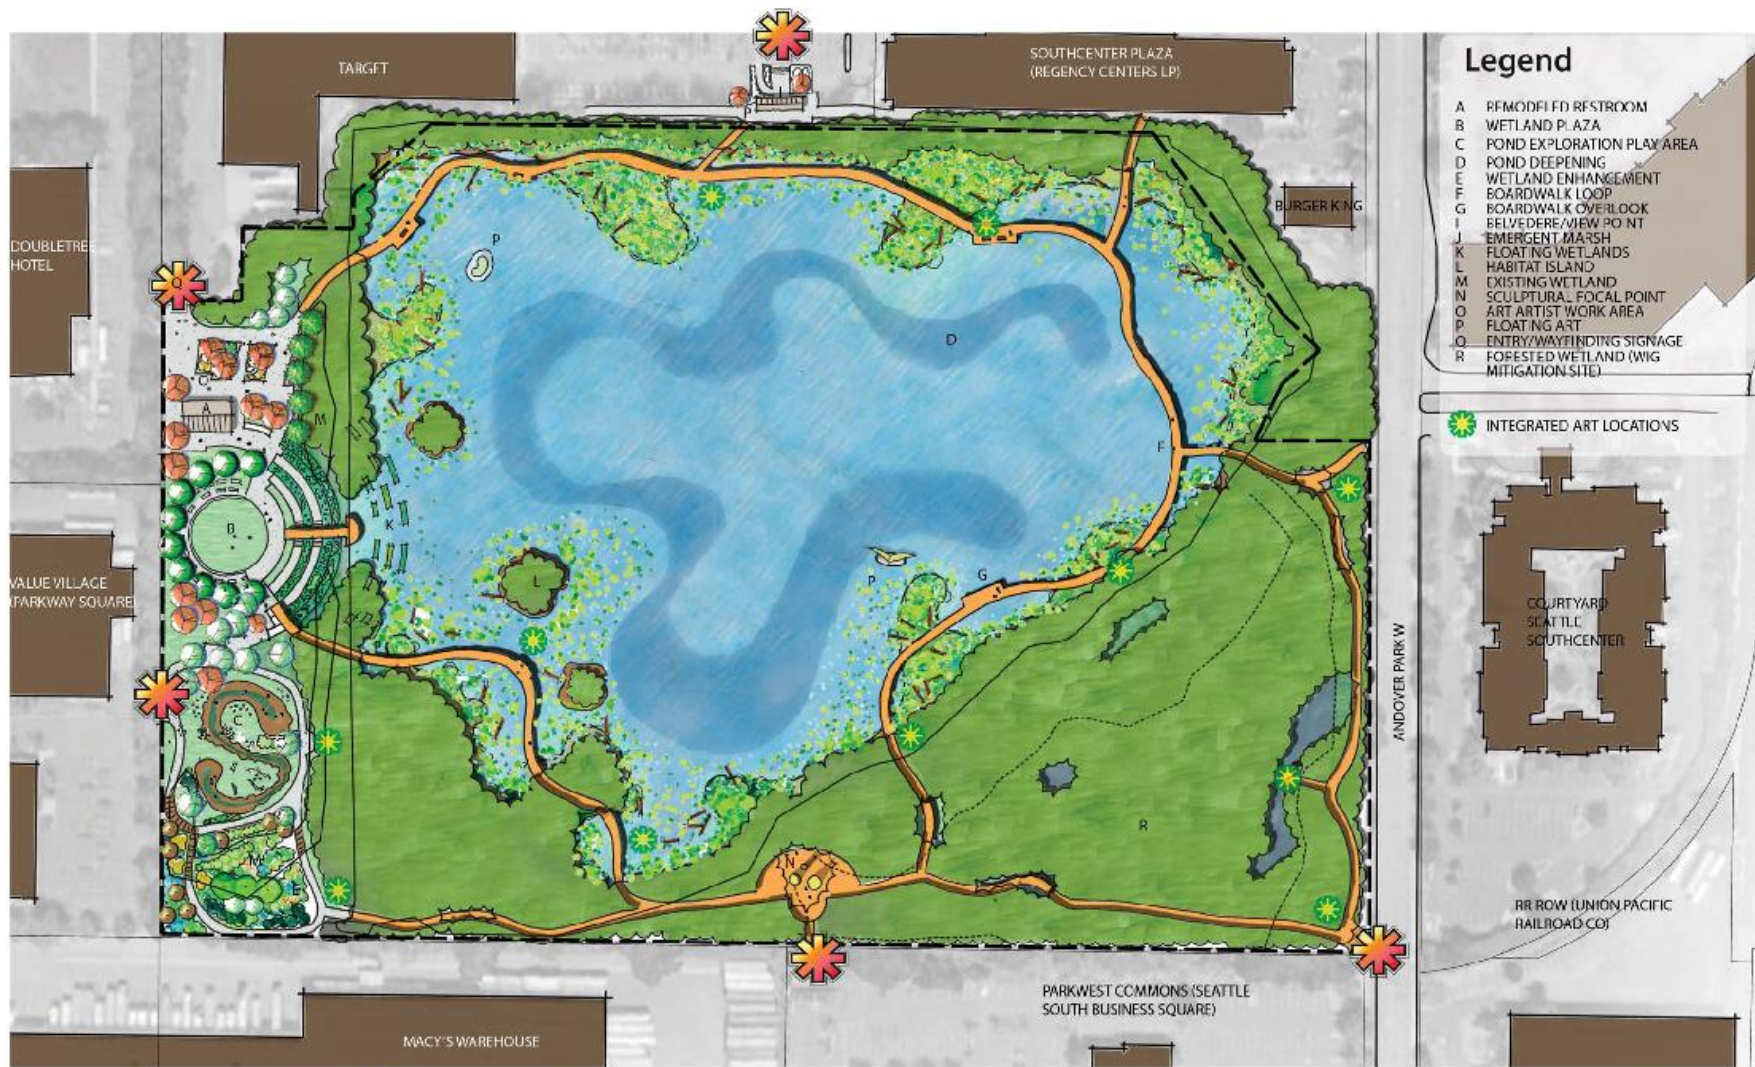 TARGET
SOUTHCENTER PLAZA
(REGENCY CENTERS LP)
Legend
A REMODELED RESTROOM
B WETLAND PLAZA
C POND EXPLORATION PLAY AREA
D POND DEEPENING
E WETLAND ENHANCEMENT
F BOARDWALK LOOP
G BOARDWALK OVERLOOK
I BELVEDERE/VIEW POINT
J EMERGENT MARSH
K FLOATING WETLANDS
L HABITAT ISLAND
M EXISTING WETLAND
N SCULPTURAL FOCAL POINT
O ART ARTIST WORK AREA
P FLOATING ART
Q ENTRY/WAYFINDING SIGNAGE
R FORESTED WETLAND (WIG
MITIGATION SITE)
INTEGRATED ART LOCATIONS
BURGER KING
DOUBLETREE
HOTEL
Q
P
D
A
M
F
K
B
L
P
G
VALUE VILLAGE
(PARKWAY SQUARE)
COURTYARD
SEATTLE
SOUTHCENTER
ANDOVER PARK W
C
R
N
M
E
RR ROW (UNION PACIFIC
RAILROAD CO)
PARKWEST COMMONS (SEATTLE
SOUTH BUSINESS SQUARE)
MACY'S WAREHOUSE